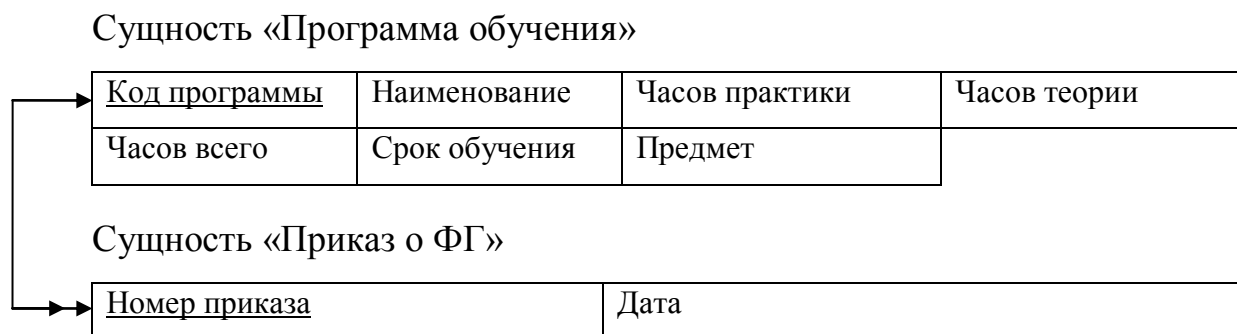 Сущность «Программа обучения»
Код программы Наименование Часов практики Часов теории
Часов всего Срок обучения Предмет
Сущность «Приказ о ФГ»
Номер приказа Дата